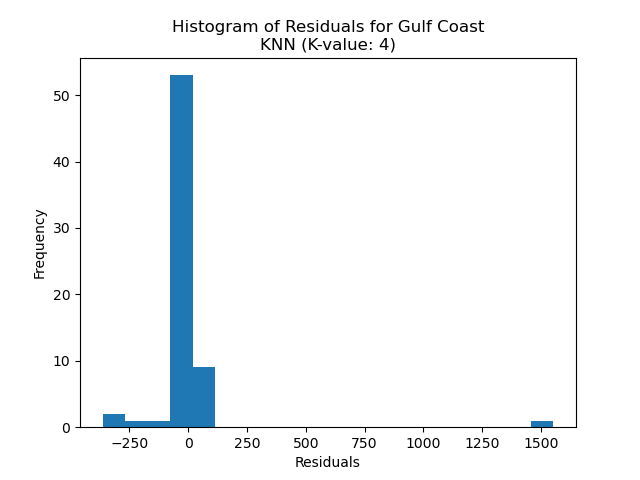 Histogram of Residuals for Gulf Coast
KNN (K-value: 4)
50
40
30
20
10
0
Frequency
−250 0 250 500 750 1000 1250 1500
Residuals